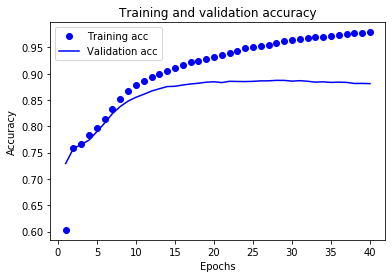 Training and validation accuracy
Training acc
Validation acc
Accuracy
0.95
0.90
0.85
0.80
0.75
0.70
0.65
0.60
0 5 10 15 20 25 30 35 40
Epochs